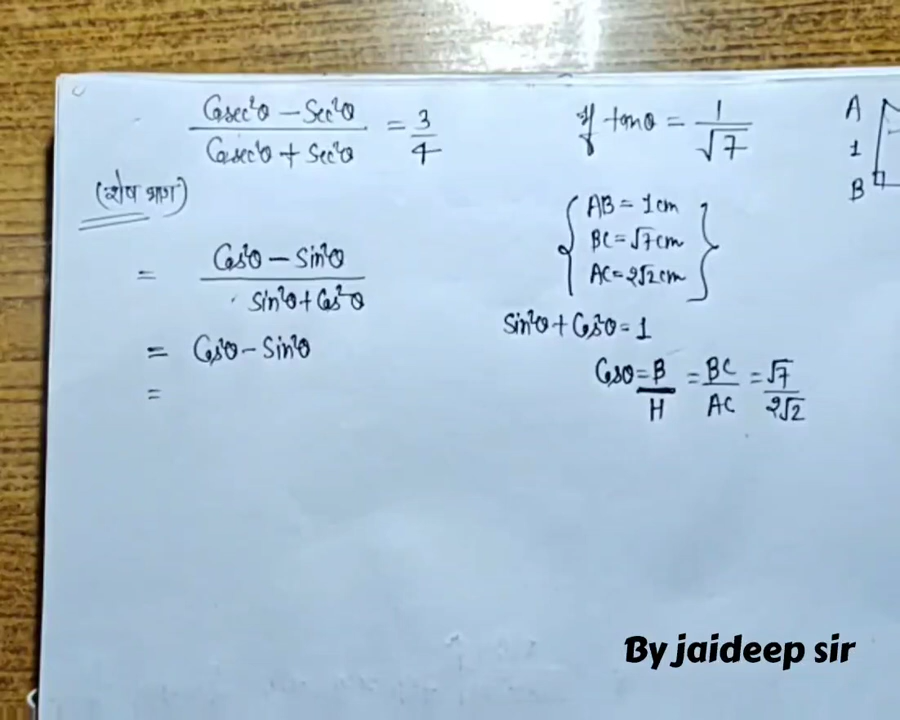 Cosec²θ − Sec²θ / Cosec²θ + Sec²θ = 3/4
if tanθ = 1/√7
A
1
B
(शेष भाग)
{ AB = 1cm
BC = √7cm
AC = 2√2cm }
= Cos²θ − Sin²θ / Sin²θ + Cos²θ
Sin²θ + Cos²θ = 1
= Cos²θ − Sin²θ
Cosθ = B/H = BC/AC = √7/2√2
=
By jaideep sir